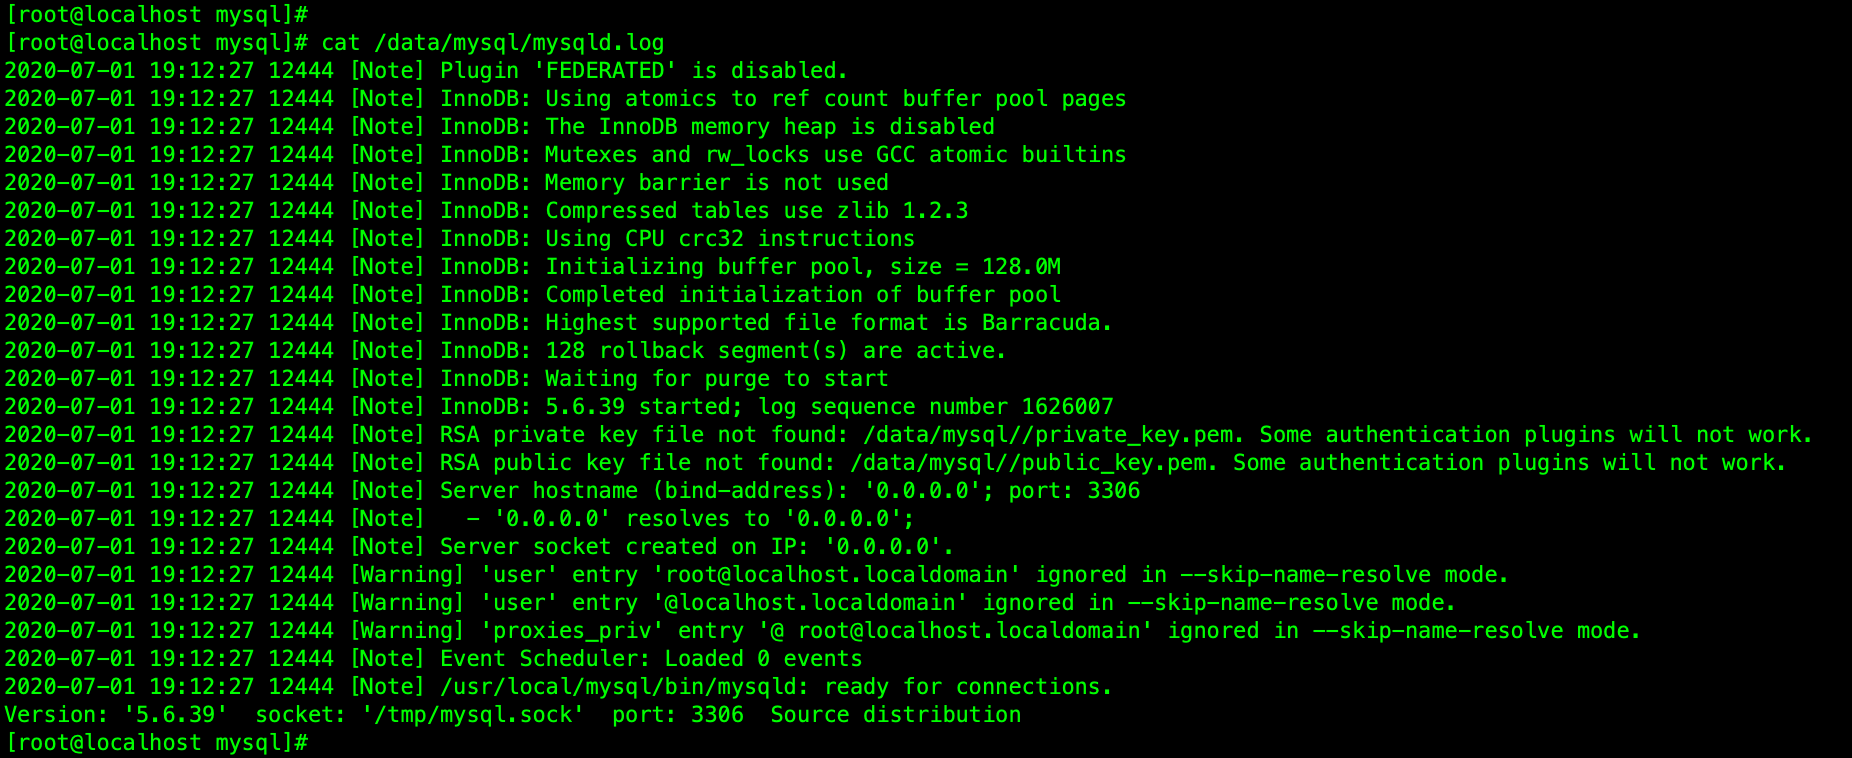 [root@localhost mysql]#
[root@localhost mysql]# cat /data/mysql/mysqld.log
2020-07-01 19:12:27 12444 [Note] Plugin 'FEDERATED' is disabled.
2020-07-01 19:12:27 12444 [Note] InnoDB: Using atomics to ref count buffer pool pages
2020-07-01 19:12:27 12444 [Note] InnoDB: The InnoDB memory heap is disabled
2020-07-01 19:12:27 12444 [Note] InnoDB: Mutexes and rw_locks use GCC atomic builtins
2020-07-01 19:12:27 12444 [Note] InnoDB: Memory barrier is not used
2020-07-01 19:12:27 12444 [Note] InnoDB: Compressed tables use zlib 1.2.3
2020-07-01 19:12:27 12444 [Note] InnoDB: Using CPU crc32 instructions
2020-07-01 19:12:27 12444 [Note] InnoDB: Initializing buffer pool, size = 128.0M
2020-07-01 19:12:27 12444 [Note] InnoDB: Completed initialization of buffer pool
2020-07-01 19:12:27 12444 [Note] InnoDB: Highest supported file format is Barracuda.
2020-07-01 19:12:27 12444 [Note] InnoDB: 128 rollback segment(s) are active.
2020-07-01 19:12:27 12444 [Note] InnoDB: Waiting for purge to start
2020-07-01 19:12:27 12444 [Note] InnoDB: 5.6.39 started; log sequence number 1626007
2020-07-01 19:12:27 12444 [Note] RSA private key file not found: /data/mysql//private_key.pem. Some authentication plugins will not work.
2020-07-01 19:12:27 12444 [Note] RSA public key file not found: /data/mysql//public_key.pem. Some authentication plugins will not work.
2020-07-01 19:12:27 12444 [Note] Server hostname (bind-address): '0.0.0.0'; port: 3306
2020-07-01 19:12:27 12444 [Note]   - '0.0.0.0' resolves to '0.0.0.0';
2020-07-01 19:12:27 12444 [Note] Server socket created on IP: '0.0.0.0'.
2020-07-01 19:12:27 12444 [Warning] 'user' entry 'root@localhost.localdomain' ignored in --skip-name-resolve mode.
2020-07-01 19:12:27 12444 [Warning] 'user' entry '@localhost.localdomain' ignored in --skip-name-resolve mode.
2020-07-01 19:12:27 12444 [Warning] 'proxies_priv' entry '@ root@localhost.localdomain' ignored in --skip-name-resolve mode.
2020-07-01 19:12:27 12444 [Note] Event Scheduler: Loaded 0 events
2020-07-01 19:12:27 12444 [Note] /usr/local/mysql/bin/mysqld: ready for connections.
Version: '5.6.39'  socket: '/tmp/mysql.sock'  port: 3306  Source distribution
[root@localhost mysql]#